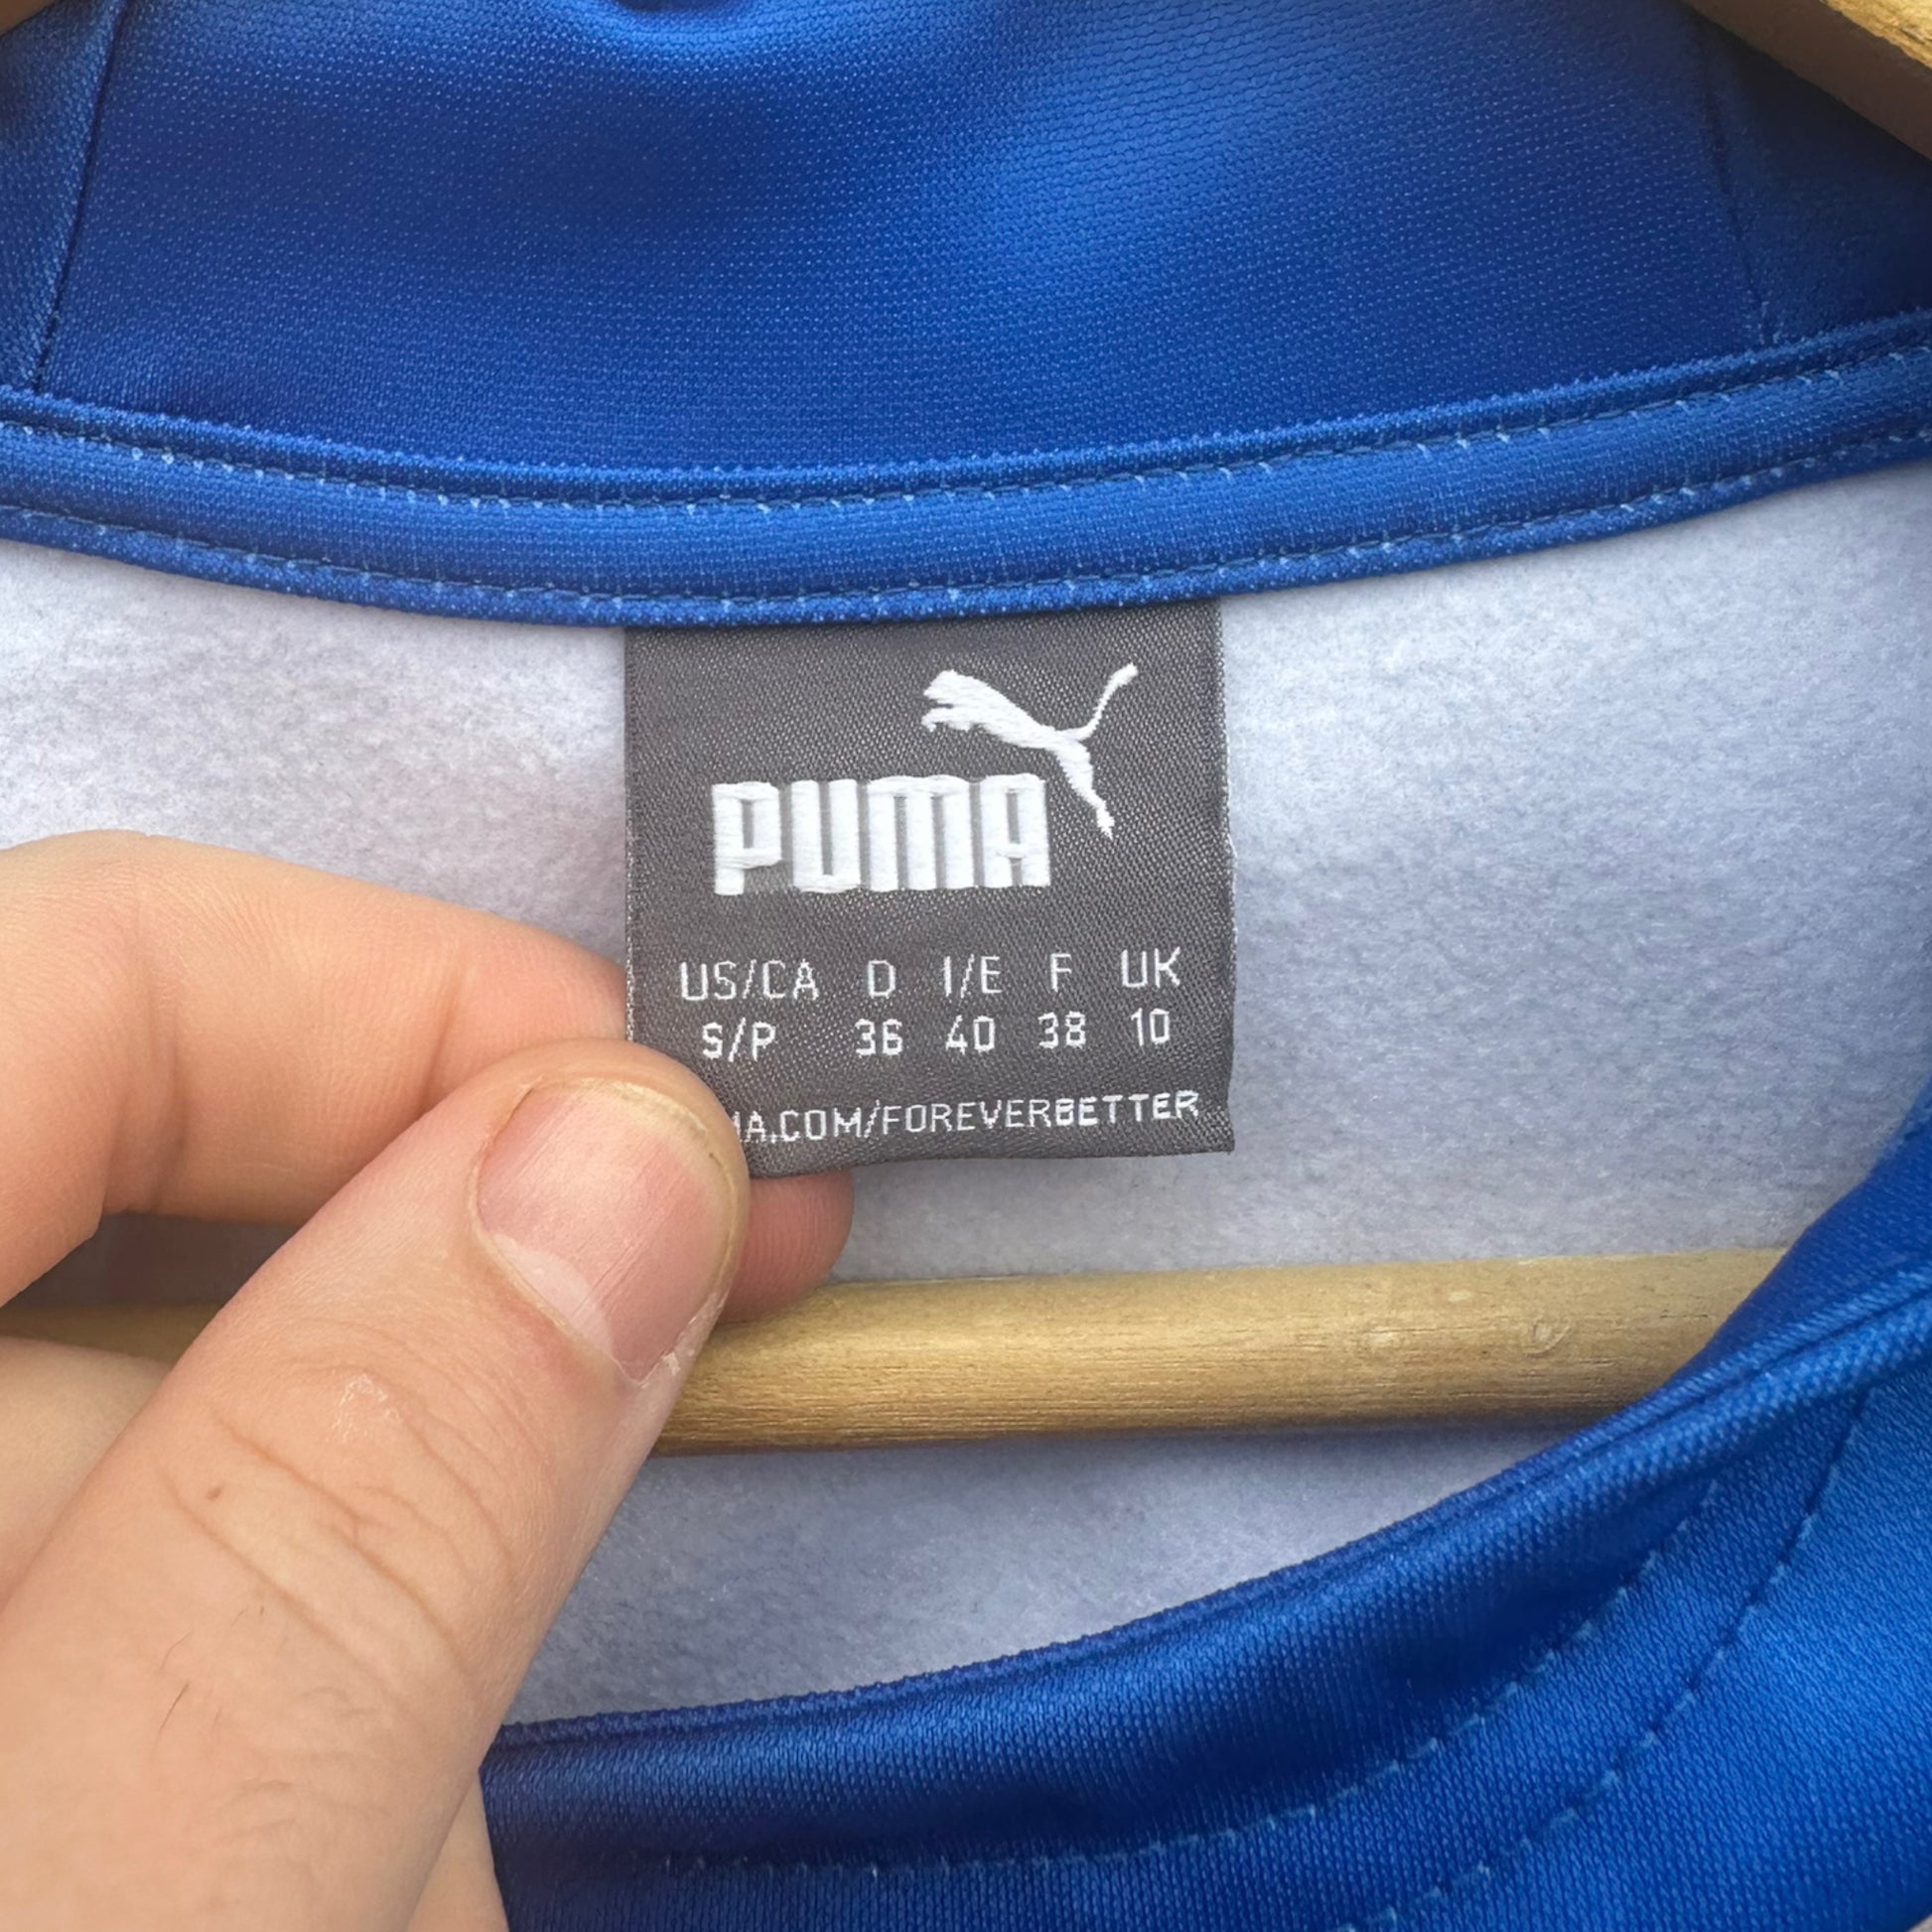 PUMA
US/CA D I/E F UK
S/P 36 40 38 10
MA.COM/FOREVERBETTER